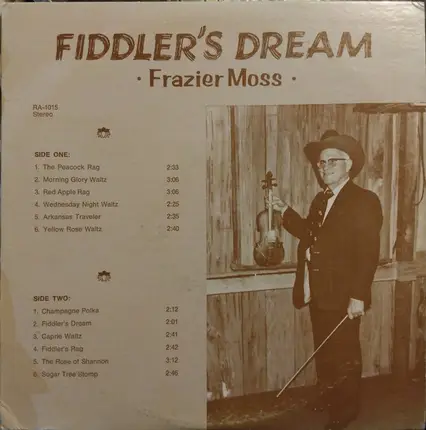 FIDDLER'S DREAM
· Frazier Moss ·
RA-1015
Stereo
SIDE ONE:
1. The Peacock Rag 2:33
2. Morning Glory Waltz 3:06
3. Red Apple Rag 3:06
4. Wednesday Night Waltz 2:25
5. Arkansas Traveler 2:35
6. Yellow Rose Waltz 2:40
SIDE TWO:
1. Champagne Polka 2:12
2. Fiddler's Dream 2:01
3. Caprie Waltz 2:41
4. Fiddler's Rag 2:42
5. The Rose of Sharron 3:12
6. Sugar Tree Stomp 2:46